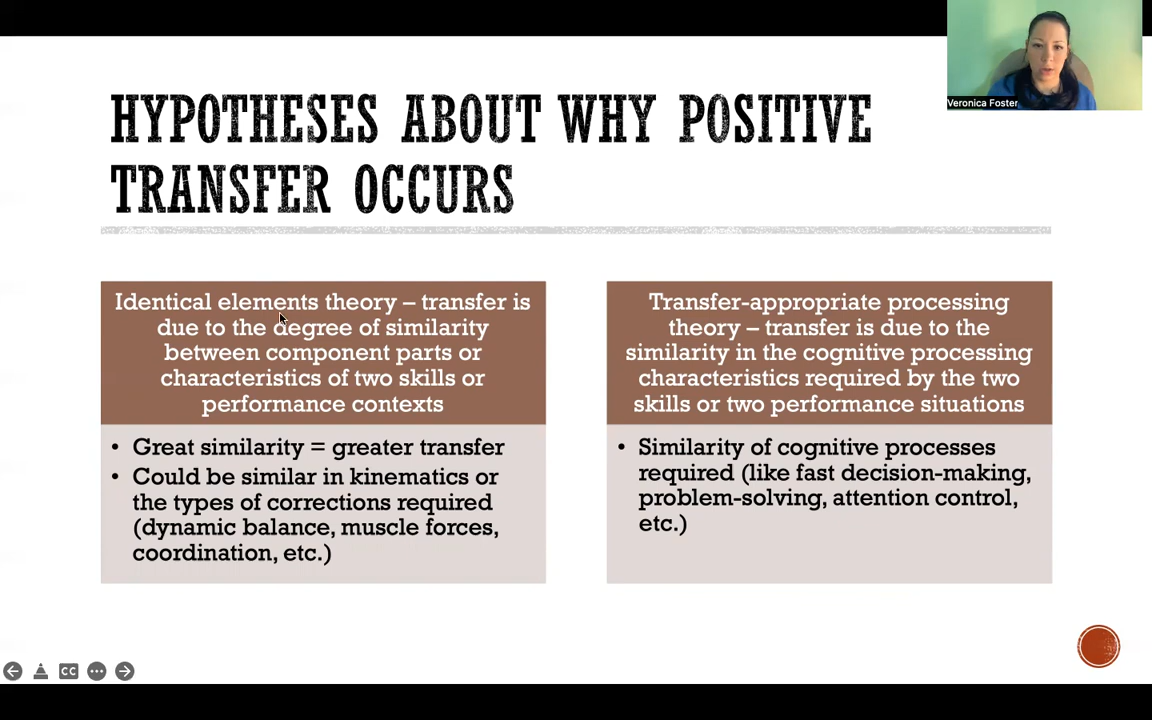 HYPOTHESES ABOUT WHY POSITIVE
TRANSFER OCCURS
Veronica Foster
Identical elements theory – transfer is
due to the degree of similarity
between component parts or
characteristics of two skills or
performance contexts
• Great similarity = greater transfer
• Could be similar in kinematics or
the types of corrections required
(dynamic balance, muscle forces,
coordination, etc.)
Transfer-appropriate processing
theory – transfer is due to the
similarity in the cognitive processing
characteristics required by the two
skills or two performance situations
• Similarity of cognitive processes
required (like fast decision-making,
problem-solving, attention control,
etc.)
CC